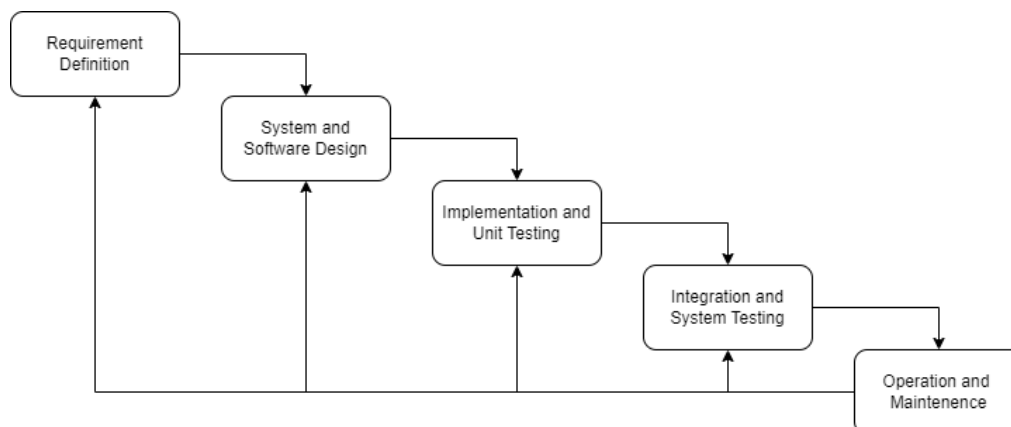 Requirement
Definition
System and
Software Design
Implementation and
Unit Testing
Integration and
System Testing
Operation and
Maintenence